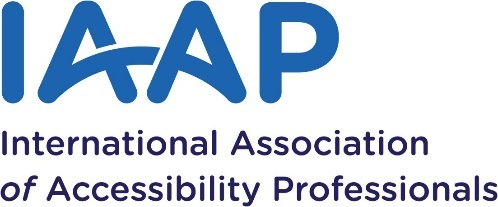 IAAP
International Association
of Accessibility Professionals